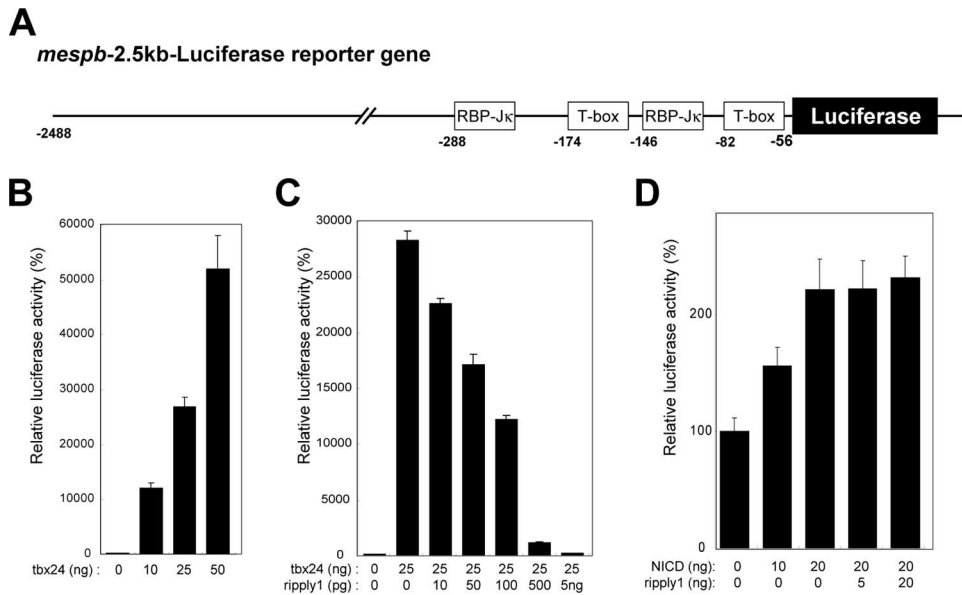 A
mespb-2.5kb-Luciferase reporter gene
RBP-Jκ T-box RBP-Jκ T-box Luciferase
-2488 -288 -174 -146 -82 -56
B
Relative luciferase activity (%)
60000
50000
40000
30000
20000
10000
0
tbx24 (ng) : 0 10 25 50
C
Relative luciferase activity (%)
30000
25000
20000
15000
10000
5000
0
tbx24 (ng) : 0 25 25 25 25 25 25
ripply1 (pg) : 0 0 10 50 100 500 5ng
D
Relative luciferase activity (%)
200
100
0
NICD (ng) : 0 10 20 20 20
ripply1 (ng) : 0 0 0 5 20